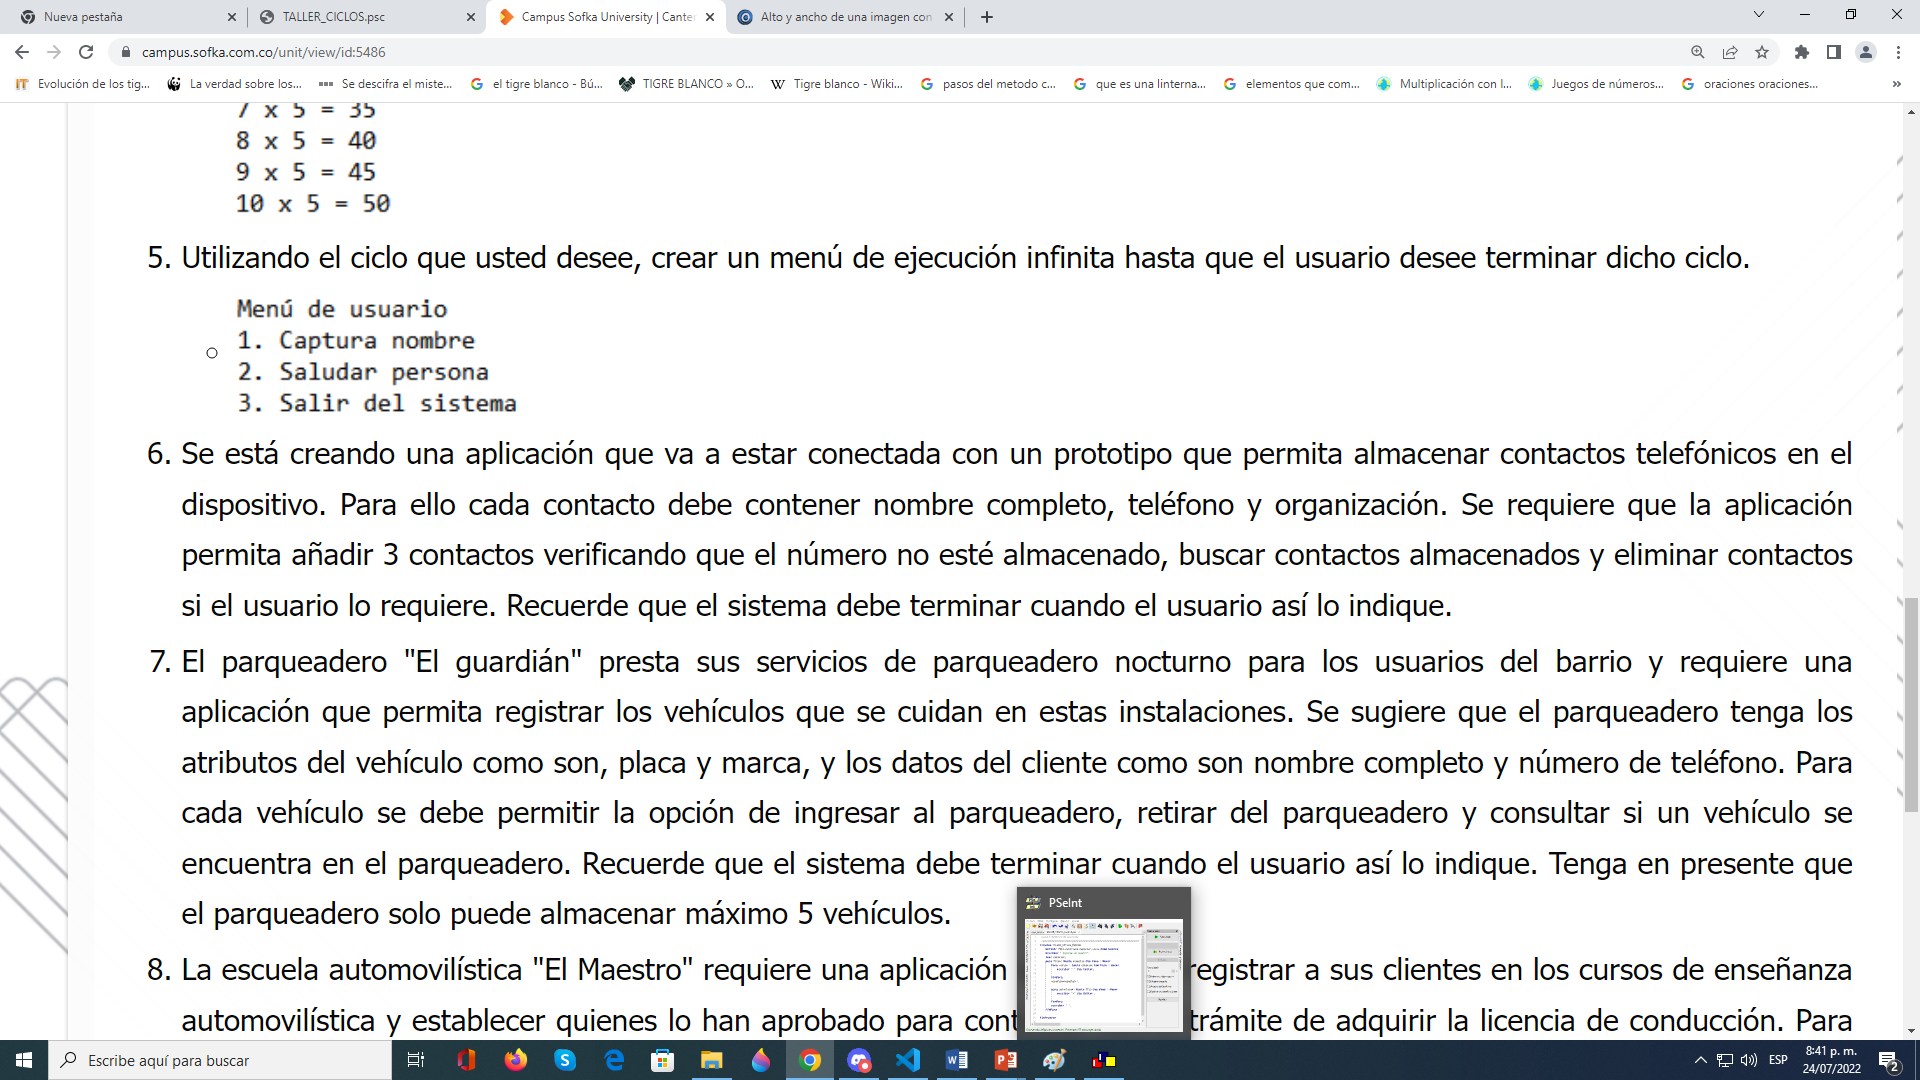 Nueva pestaña
TALLER_CICLOS.psc
Campus Sofka University | Canter
Alto y ancho de una imagen con
campus.sofka.com.co/unit/view/id:5486
Evolución de los tig...
La verdad sobre los...
Se descifra el miste...
el tigre blanco - Bú...
TIGRE BLANCO » O...
Tigre blanco - Wiki...
pasos del metodo c...
que es una linterna...
elementos que com...
Multiplicación con l...
Juegos de números...
oraciones oraciones...
7 x 5 = 35
8 x 5 = 40
9 x 5 = 45
10 x 5 = 50
5. Utilizando el ciclo que usted desee, crear un menú de ejecución infinita hasta que el usuario desee terminar dicho ciclo.
Menú de usuario
1. Captura nombre
2. Saludar persona
3. Salir del sistema
6. Se está creando una aplicación que va a estar conectada con un prototipo que permita almacenar contactos telefónicos en el
dispositivo. Para ello cada contacto debe contener nombre completo, teléfono y organización. Se requiere que la aplicación
permita añadir 3 contactos verificando que el número no esté almacenado, buscar contactos almacenados y eliminar contactos
si el usuario lo requiere. Recuerde que el sistema debe terminar cuando el usuario así lo indique.
7. El parqueadero "El guardián" presta sus servicios de parqueadero nocturno para los usuarios del barrio y requiere una
aplicación que permita registrar los vehículos que se cuidan en estas instalaciones. Se sugiere que el parqueadero tenga los
atributos del vehículo como son, placa y marca, y los datos del cliente como son nombre completo y número de teléfono. Para
cada vehículo se debe permitir la opción de ingresar al parqueadero, retirar del parqueadero y consultar si un vehículo se
encuentra en el parqueadero. Recuerde que el sistema debe terminar cuando el usuario así lo indique. Tenga en presente que
el parqueadero solo puede almacenar máximo 5 vehículos.
PSeInt
8. La escuela automovilística "El Maestro" requiere una aplicación registrar a sus clientes en los cursos de enseñanza
automovilística y establecer quienes lo han aprobado para cont trámite de adquirir la licencia de conducción. Para
Escribe aquí para buscar
ESP
8:41 p. m.
24/07/2022
2